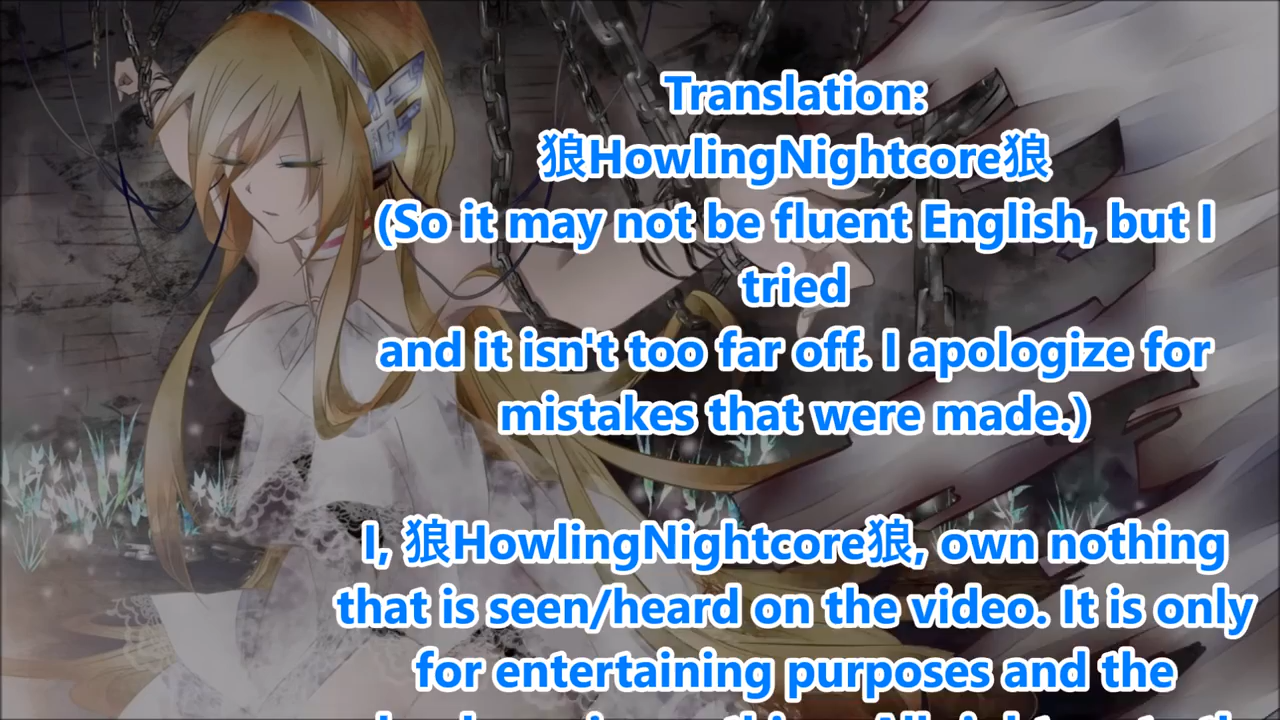 Translation:
狼HowlingNightcore狼
(So it may not be fluent English, but I
tried
and it isn't too far off. I apologize for
mistakes that were made.)
I, 狼HowlingNightcore狼, own nothing
that is seen/heard on the video. It is only
for entertaining purposes and the